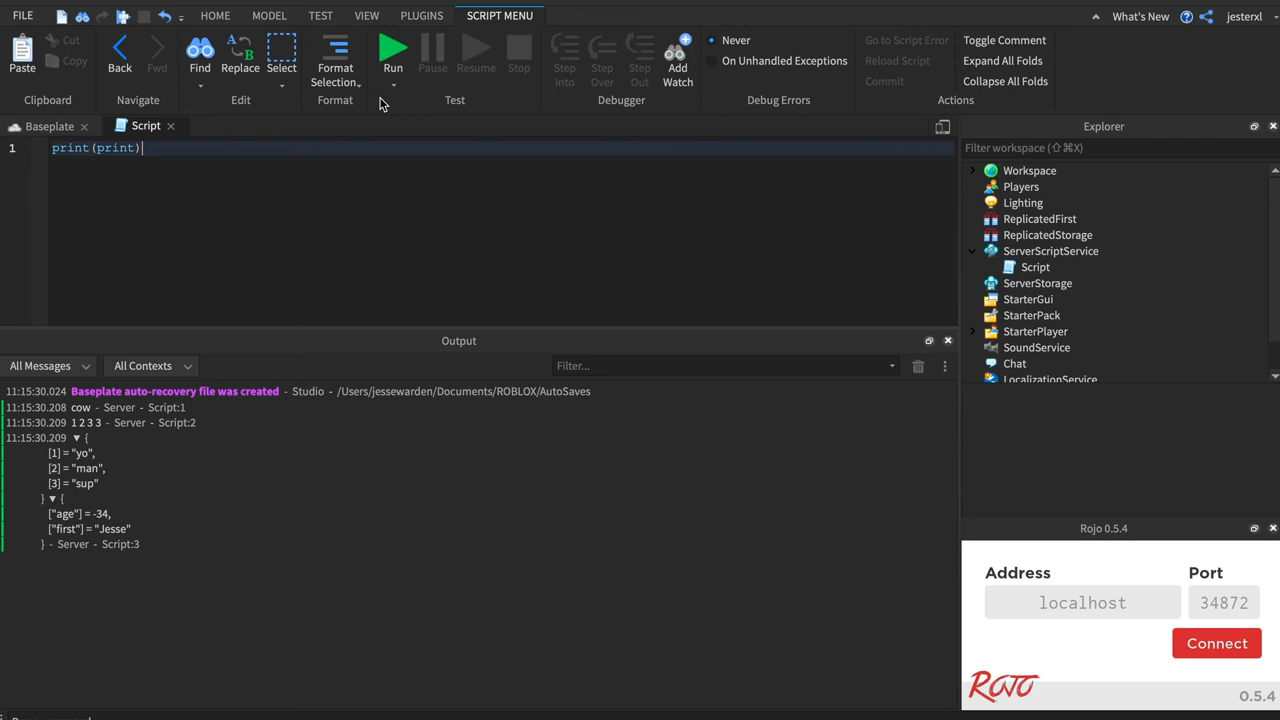 FILE HOME MODEL TEST VIEW PLUGINS SCRIPT MENU What's New jesterxl
Paste Cut Copy Back Fwd Find Replace Select Format Selection Run Pause Resume Stop Step Into Step Over Step Out Add Watch Never On Unhandled Exceptions Go to Script Error Reload Script Commit Toggle Comment Expand All Folds Collapse All Folds
Clipboard Navigate Edit Format Test Debugger Debug Errors Actions
Baseplate Script
1 print(print)
Output
All Messages All Contexts Filter...
11:15:30.024 Baseplate auto-recovery file was created - Studio - /Users/jessewarden/Documents/ROBLOX/AutoSaves
11:15:30.208 cow - Server - Script:1
11:15:30.209 1 2 3 3 - Server - Script:2
11:15:30.209 ▼ {
[1] = "yo",
[2] = "man",
[3] = "sup"
} ▼ {
["age"] = -34,
["first"] = "Jesse"
} - Server - Script:3
Explorer
Filter workspace (⇧⌘X)
Workspace
Players
Lighting
ReplicatedFirst
ReplicatedStorage
ServerScriptService
Script
ServerStorage
StarterGui
StarterPack
StarterPlayer
SoundService
Chat
LocalizationService
Rojo 0.5.4
Address Port
localhost 34872
Connect
ROJO 0.5.4